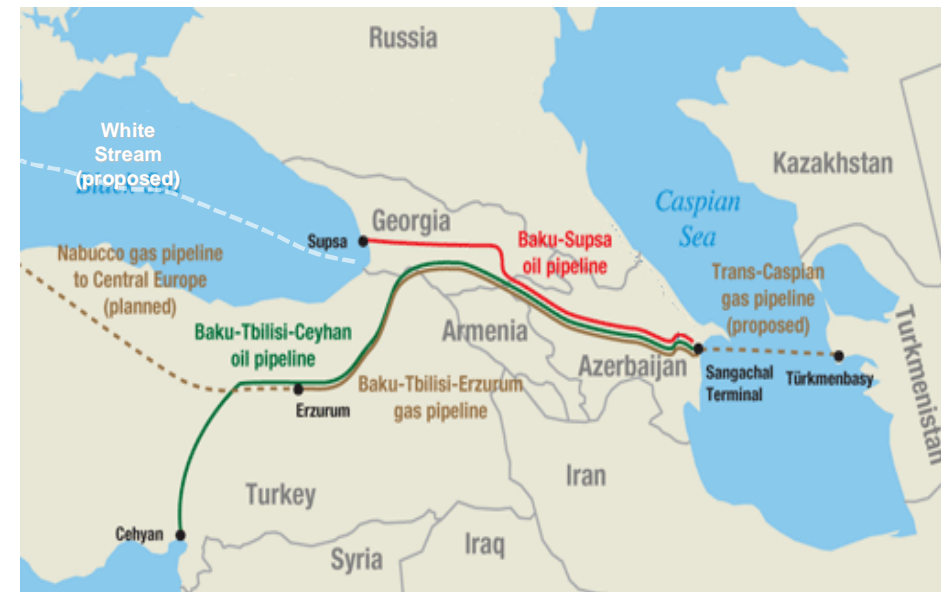 Russia
White
Stream
(proposed)
Black Sea
Kazakhstan
Caspian
Sea
Georgia
Supsa
Baku-Supsa
oil pipeline
Nabucco gas pipeline
to Central Europe
(planned)
Trans-Caspian
gas pipeline
(proposed)
Baku-Tbilisi-Ceyhan
oil pipeline
Armenia
Azerbaijan
Turkmenistan
Baku-Tbilisi-Erzurum
gas pipeline
Sangachal
Terminal
Türkmenbasy
Erzurum
Iran
Turkey
Cehyan
Syria
Iraq